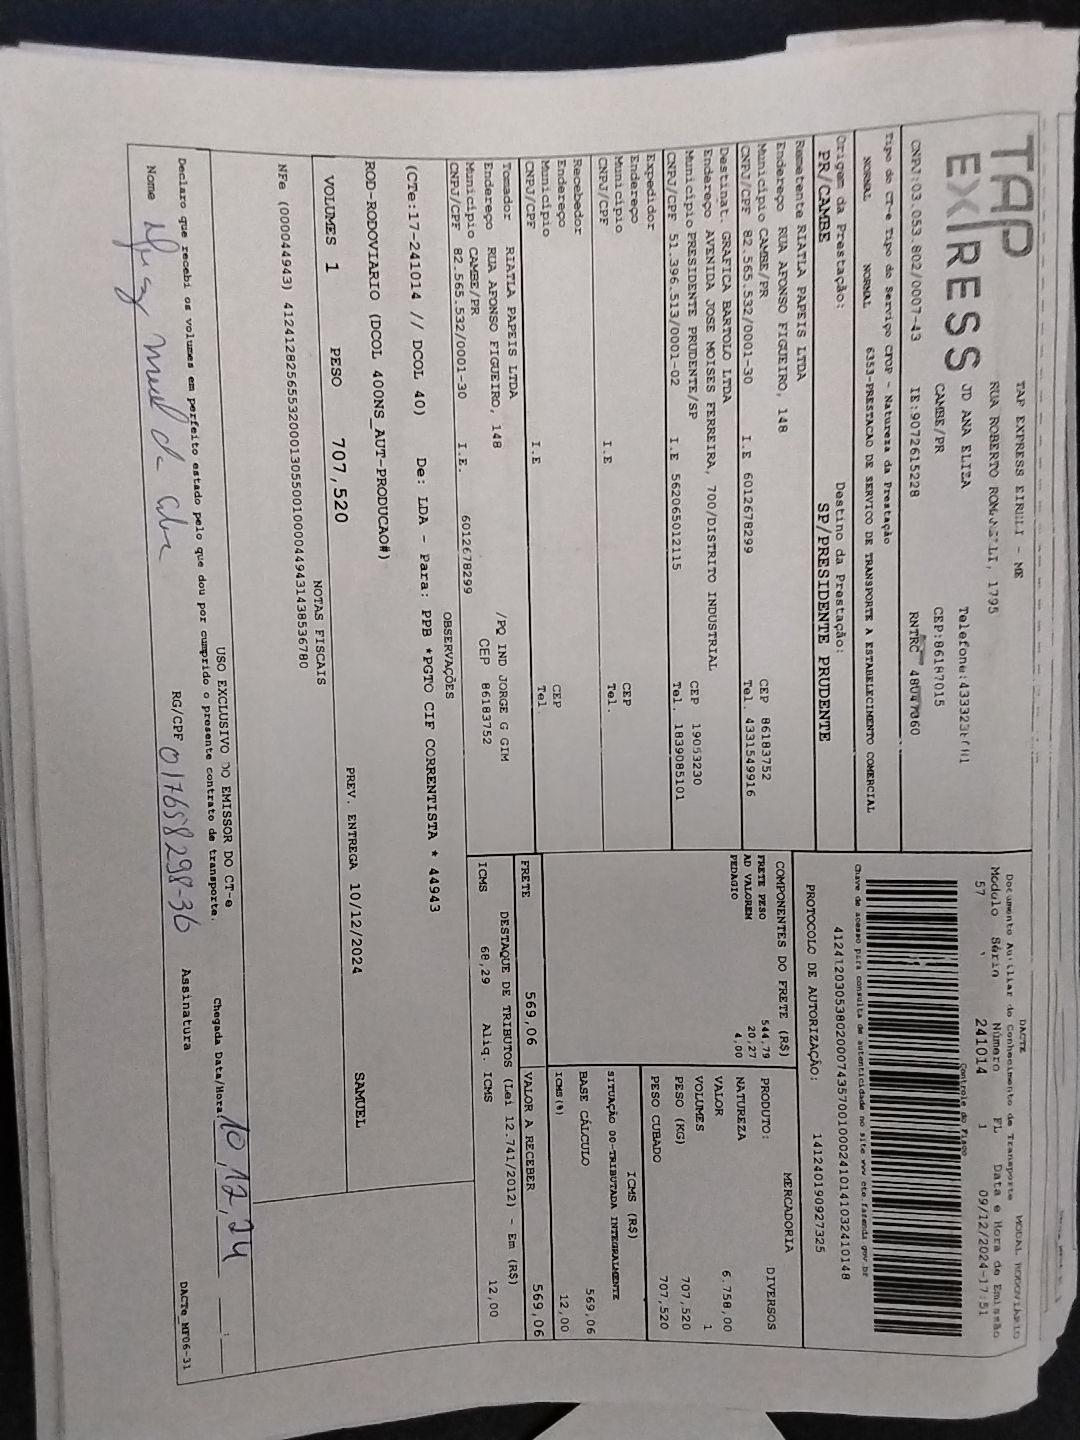 TAP
EXPRESS
TAP EXPRESS EIRELI - ME
RUA ROBERTO, 1795
JD ANA ELIZA
CAMBE/PR
CEP:86187015
CNPJ:03.053.802/0007-43 IE:9072615228 RNTRC
Tipo do CT-e Tipo do Serviço CFOP - Natureza da Prestação
NORMAL NORMAL 6353-PRESTACAO DE SERVICO DE TRANSPORTE A ESTABELECIMENTO COMERCIAL
Origem da Prestação: Destino da Prestação:
PR/CAMBE SP/PRESIDENTE PRUDENTE
Remetente RIATLA PAPEIS LTDA
Endereço RUA AFONSO FIGUEIRO, 148
Município CAMBE/PR CEP 86183752
CNPJ/CPF 82.565.532/0001-30 I.E 6012678299 Tel. 4331549916
Destinat. GRAFICA BARTOLO LTDA
Endereço AVENIDA JOSE MOISES FERREIRA, 700/DISTRITO INDUSTRIAL
Município PRESIDENTE PRUDENTE/SP CEP 19053230
CNPJ/CPF 51.396.513/0001-02 I.E 562065012115 Tel. 1839085101
Expedidor
Endereço
Município CEP
CNPJ/CPF I.E Tel.
Recebedor
Endereço
Município CEP
CNPJ/CPF I.E Tel.
Tomador RIATLA PAPEIS LTDA
Endereço RUA AFONSO FIGUEIRO, 148 /PQ IND JORGE G GIM
Município CAMBE/PR CEP 86183752
CNPJ/CPF 82.565.532/0001-30 I.E. 6012678299
DACTE
Documento Auxiliar do Conhecimento de Transporte MODAL RODOVIÁRIO
Modulo Série Número FL Data e Hora de Emissão
57 241014 1 09/12/2024-17:51
Controle do Fisco
Chave de acesso para consulta de autenticidade no site www.cte.fazenda.gov.br
41241203053802000743570010002410141032410148
PROTOCOLO DE AUTORIZAÇÃO: 141240190927325
COMPONENTES DO FRETE (R$)
FRETE PESO 544,79
AD VALOREM 20,27
PEDAGIO 4,00
MERCADORIA
PRODUTO: DIVERSOS
NATUREZA
VALOR 6.758,00
VOLUMES 1
PESO (KG) 707,520
PESO CUBADO 707,520
ICMS (R$)
SITUAÇÃO 00-TRIBUTADA INTEGRALMENTE
BASE CÁLCULO 569,06
ICMS(%) 12,00
FRETE 569,06 VALOR A RECEBER 569,06
DESTAQUE DE TRIBUTOS (Lei 12.741/2012) - Em (R$)
ICMS 68,29 Aliq. ICMS 12,00
OBSERVAÇÕES
(CTe:17-241014 // DCOL 40) De: LDA - Para: PPB *PGTO CIF CORRENTISTA * 44943
ROD-RODOVIARIO (DCOL 400NS_AUT-PRODUCAO#)
VOLUMES 1 PESO 707,520 PREV. ENTREGA 10/12/2024 SAMUEL
NOTAS FISCAIS
NFe (000044943) 41241282565532000130550010000449431438536780
USO EXCLUSIVO DO EMISSOR DO CT-e
Declaro que recebi os volumes em perfeito estado pelo que dou por cumprido o presente contrato de transporte. Chegada Data/Hora 10,12,24 :
Nome RG/CPF 017658298-36 Assinatura
DACTe_MF06-31